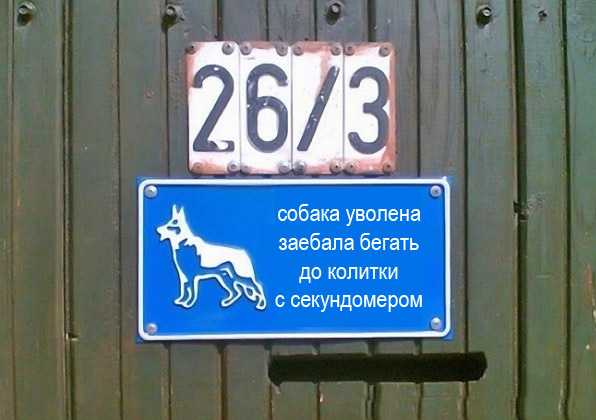 26/3
собака уволена
заебала бегать
до колитки
с секундомером